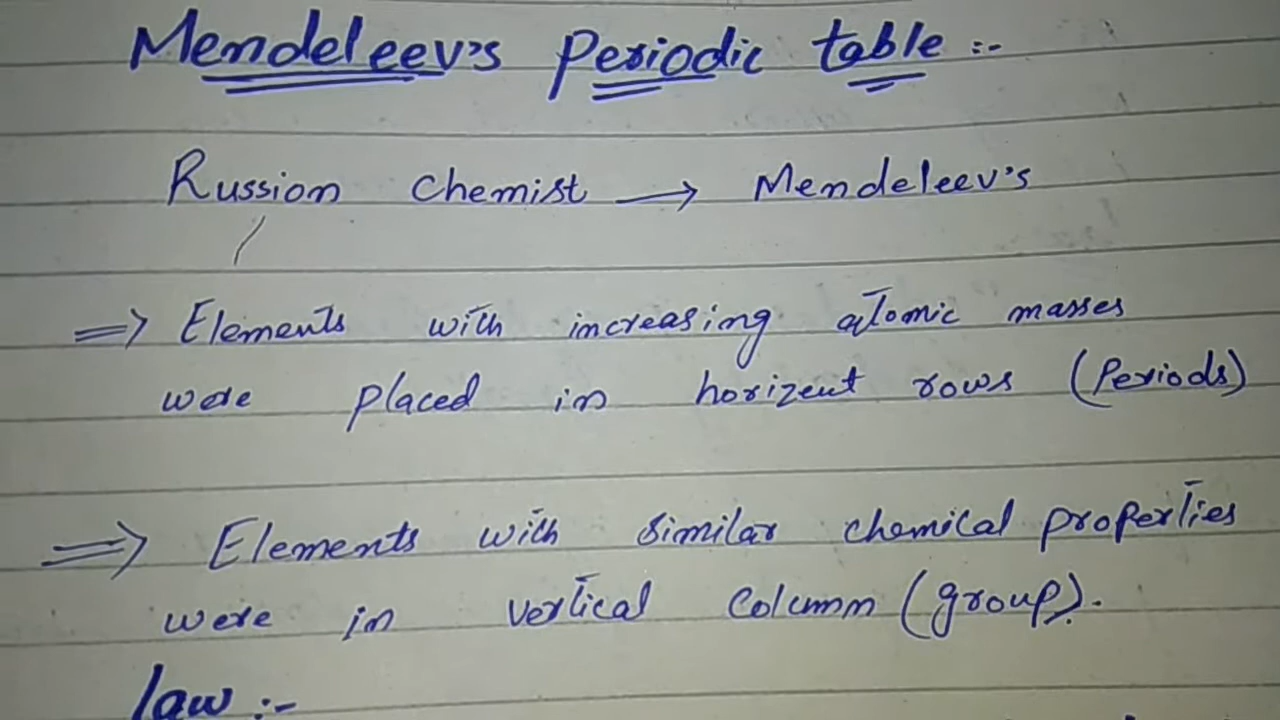 Mendeleev's Periodic table :-
Russion Chemist → Mendeleev's
⇒ Elements with increasing atomic masses
were placed in horizent rows (Periods)
⇒ Elements with similar chemical properties
were in vertical Column (group).
law :-